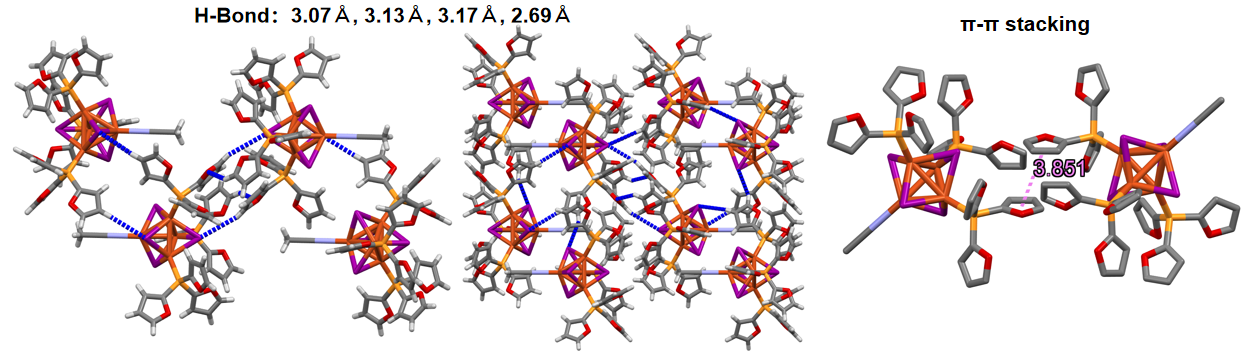 H-Bond: 3.07 Å, 3.13 Å, 3.17 Å, 2.69 Å
π-π stacking
3.851